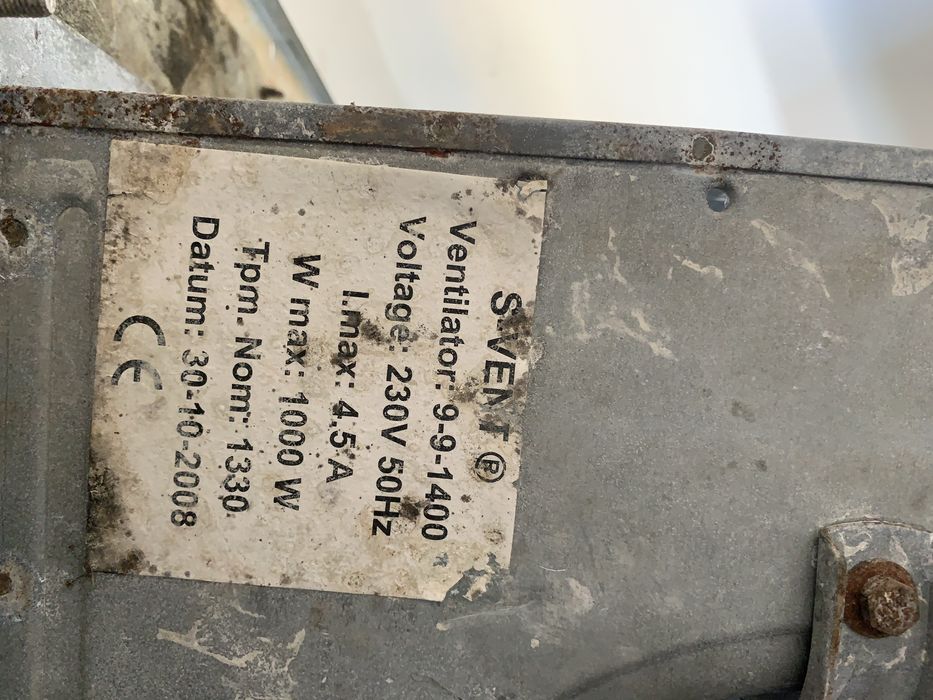 S.VENT ®
Ventilator: 9-9-1400
Voltage: 230V 50Hz
I.max: 4.5 A
W max: 1000 W
Tpm. Nom: 1330
Datum: 30-10-2008
CE